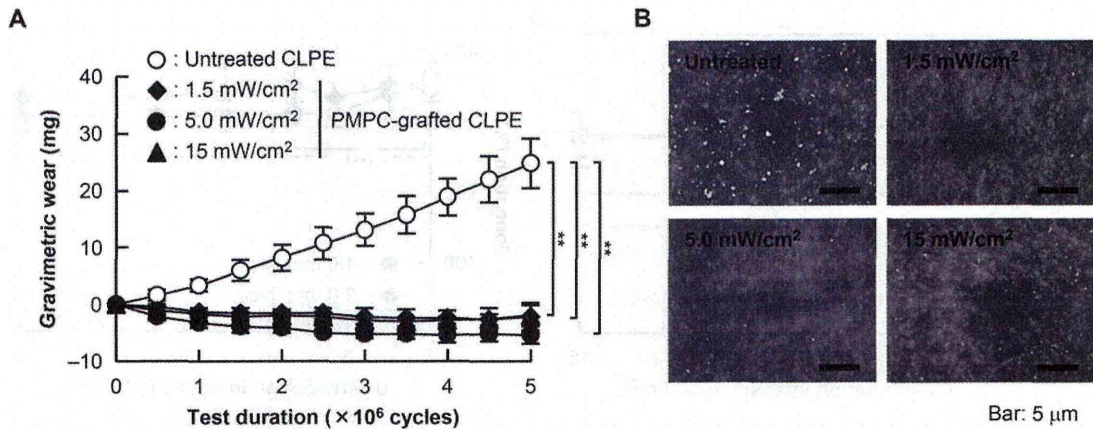 A
○ : Untreated CLPE
◆ : 1.5 mW/cm²
● : 5.0 mW/cm²
▲ : 15 mW/cm²
PMPC-grafted CLPE
Gravimetric wear (mg)
40
30
20
10
0
–10
0 1 2 3 4 5
Test duration (×10⁶ cycles)
** ** **
B
Untreated
1.5 mW/cm²
5.0 mW/cm²
15 mW/cm²
Bar: 5 μm